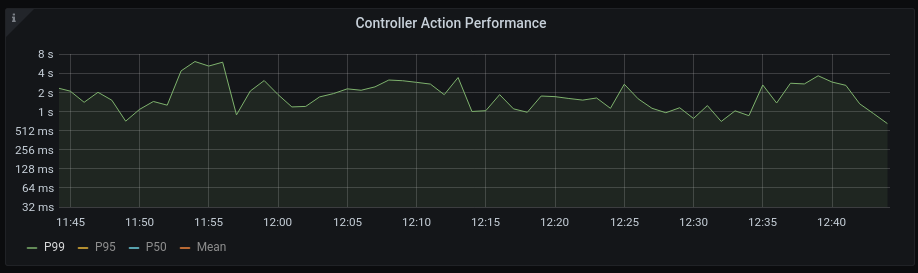 i
Controller Action Performance
8 s
4 s
2 s
1 s
512 ms
256 ms
128 ms
64 ms
32 ms
11:45 11:50 11:55 12:00 12:05 12:10 12:15 12:20 12:25 12:30 12:35 12:40
P99 P95 P50 Mean